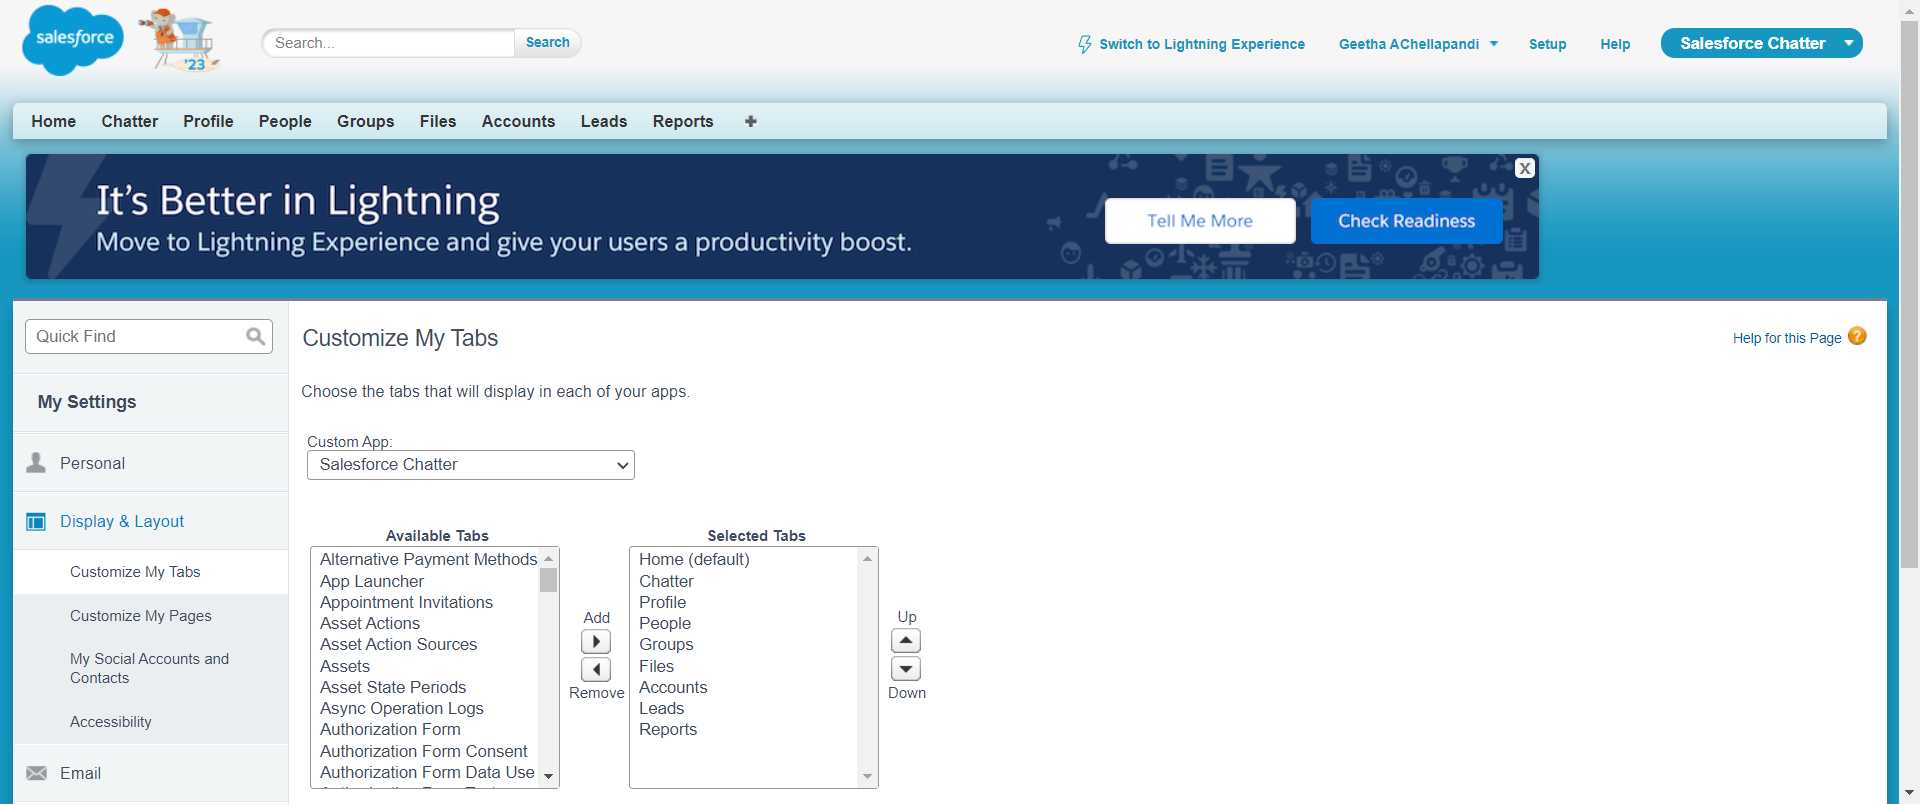 salesforce
'23
Search...
Search
Switch to Lightning Experience
Geetha AChellapandi
Setup
Help
Salesforce Chatter
Home
Chatter
Profile
People
Groups
Files
Accounts
Leads
Reports
It's Better in Lightning
Move to Lightning Experience and give your users a productivity boost.
Tell Me More
Check Readiness
X
Quick Find
My Settings
Personal
Display & Layout
Customize My Tabs
Customize My Pages
My Social Accounts and
Contacts
Accessibility
Email
Customize My Tabs
Help for this Page
?
Choose the tabs that will display in each of your apps.
Custom App:
Salesforce Chatter
Available Tabs
Alternative Payment Methods
App Launcher
Appointment Invitations
Asset Actions
Asset Action Sources
Assets
Asset State Periods
Async Operation Logs
Authorization Form
Authorization Form Consent
Authorization Form Data Use
Add
Remove
Selected Tabs
Home (default)
Chatter
Profile
People
Groups
Files
Accounts
Leads
Reports
Up
Down